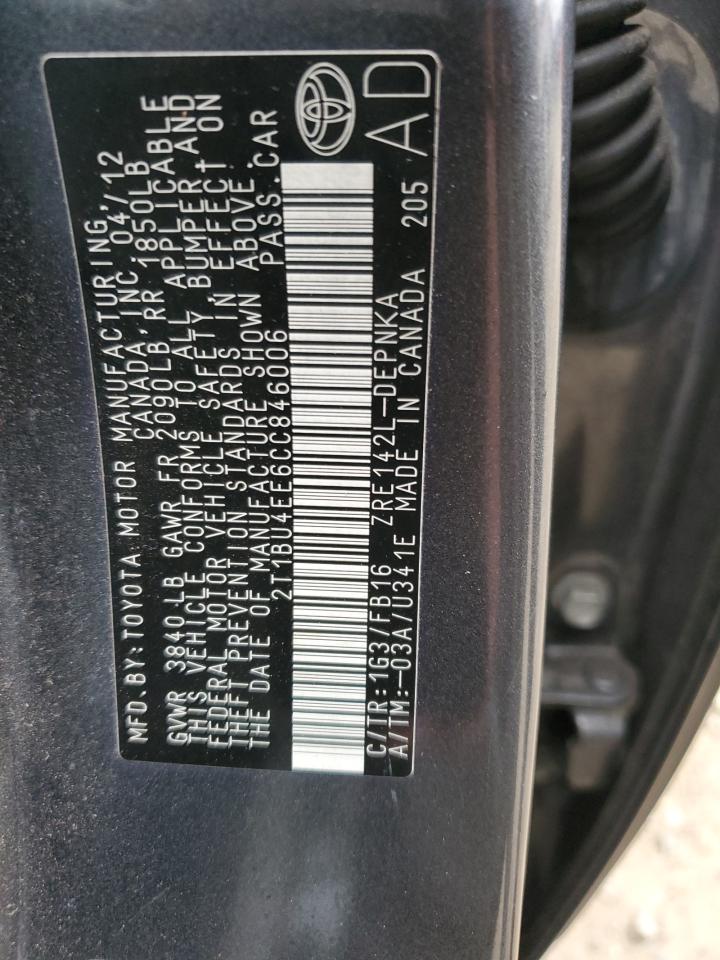 MFD.BY:TOYOTA MOTOR MANUFACTURING,
CANADA, INC. 04/12
GVWR 3840 LB GAWR FR 2090LB RR 1850LB
THIS VEHICLE CONFORMS TO ALL APPLICABLE
FEDERAL MOTOR VEHICLE SAFETY, BUMPER AND
THEFT PREVENTION STANDARDS IN EFFECT ON
THE DATE OF MANUFACTURE SHOWN ABOVE.
2T1BU4EE6CC846006 PASS.CAR
C/TR:1G3/FB16 ZRE142L-DEPNKA
A/TM:-03A/U341E MADE IN CANADA 205
AD